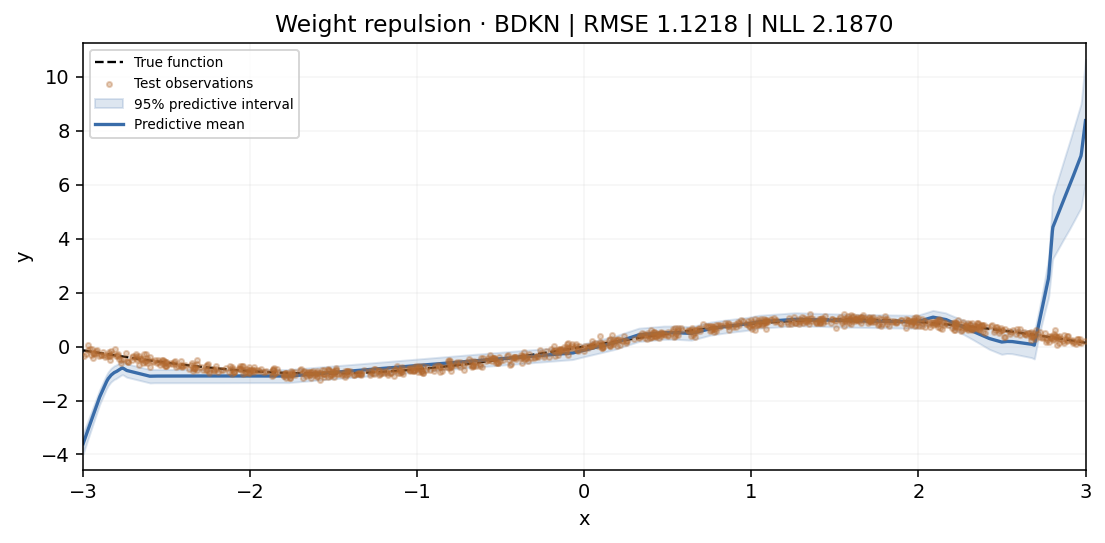 Weight repulsion · BDKN | RMSE 1.1218 | NLL 2.1870
True function
Test observations
95% predictive interval
Predictive mean
10
8
6
4
2
0
−2
−4
y
−3
−2
−1
0
1
2
3
x